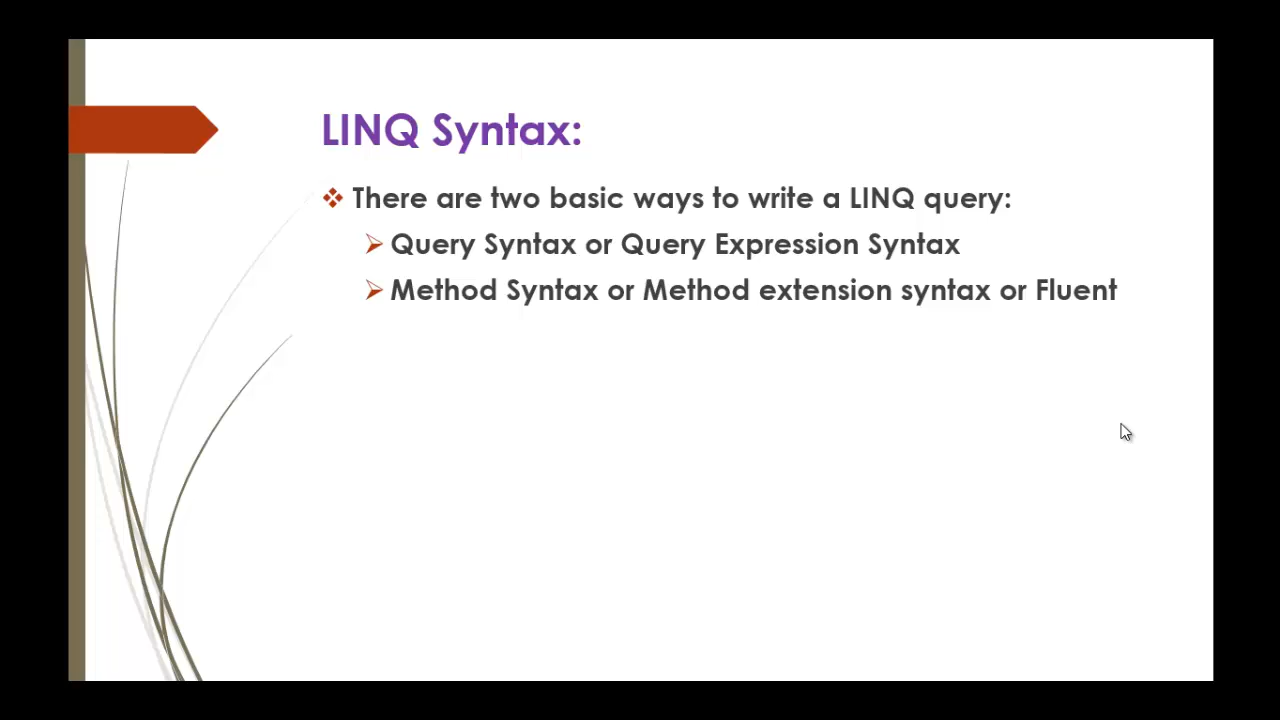 LINQ Syntax:
There are two basic ways to write a LINQ query:
Query Syntax or Query Expression Syntax
Method Syntax or Method extension syntax or Fluent